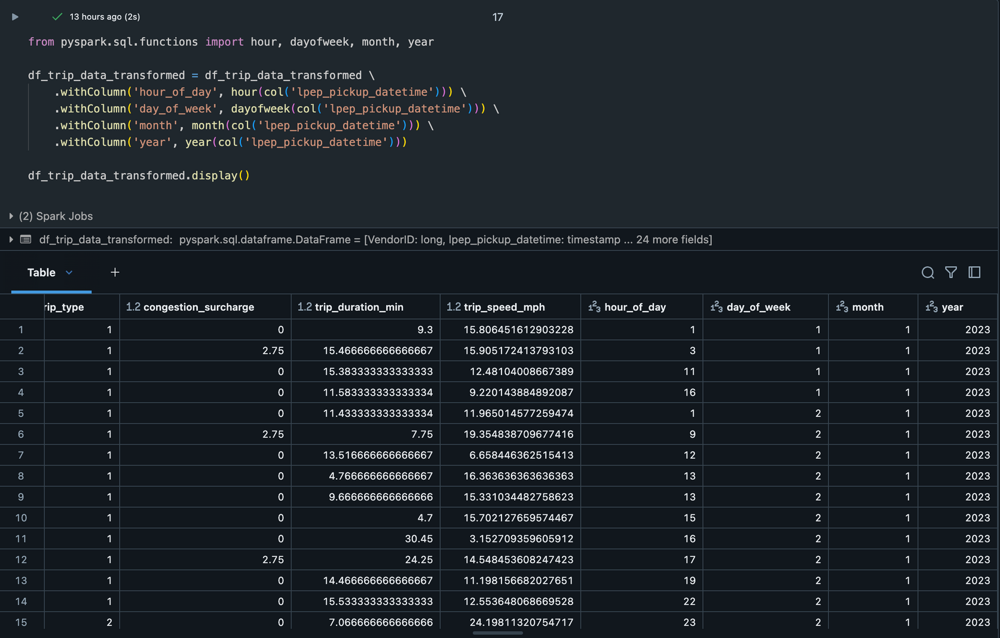 13 hours ago (2s) 17
from pyspark.sql.functions import hour, dayofweek, month, year
df_trip_data_transformed = df_trip_data_transformed \
.withColumn('hour_of_day', hour(col('lpep_pickup_datetime'))) \
.withColumn('day_of_week', dayofweek(col('lpep_pickup_datetime'))) \
.withColumn('month', month(col('lpep_pickup_datetime'))) \
.withColumn('year', year(col('lpep_pickup_datetime')))
df_trip_data_transformed.display()
(2) Spark Jobs
df_trip_data_transformed: pyspark.sql.dataframe.DataFrame = [VendorID: long, lpep_pickup_datetime: timestamp ... 24 more fields]
Table +
rip_type 1.2 congestion_surcharge 1.2 trip_duration_min 1.2 trip_speed_mph 123 hour_of_day 123 day_of_week 123 month 123 year
1 1 0 9.3 15.806451612903228 1 1 1 2023
2 1 2.75 15.466666666666667 15.905172413793103 3 1 1 2023
3 1 0 15.383333333333333 12.48104008667389 11 1 1 2023
4 1 0 11.583333333333334 9.220143884892087 16 1 1 2023
5 1 0 11.433333333333334 11.965014577259474 1 2 1 2023
6 1 2.75 7.75 19.354838709677416 9 2 1 2023
7 1 0 13.516666666666667 6.658446362515413 12 2 1 2023
8 1 0 4.766666666666667 16.363636363636363 13 2 1 2023
9 1 0 9.666666666666666 15.331034482758623 13 2 1 2023
10 1 0 4.7 15.702127659574467 15 2 1 2023
11 1 0 30.45 3.152709359605912 16 2 1 2023
12 1 2.75 24.25 14.548453608247423 17 2 1 2023
13 1 0 14.466666666666667 11.198156682027651 19 2 1 2023
14 1 0 15.533333333333333 12.553648068669528 22 2 1 2023
15 2 0 7.066666666666666 24.19811320754717 23 2 1 2023